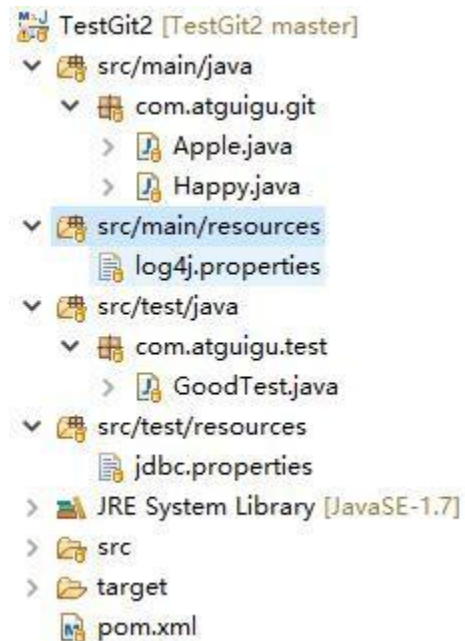 TestGit2 [TestGit2 master]
src/main/java
com.atguigu.git
Apple.java
Happy.java
src/main/resources
log4j.properties
src/test/java
com.atguigu.test
GoodTest.java
src/test/resources
jdbc.properties
JRE System Library [JavaSE-1.7]
src
target
pom.xml